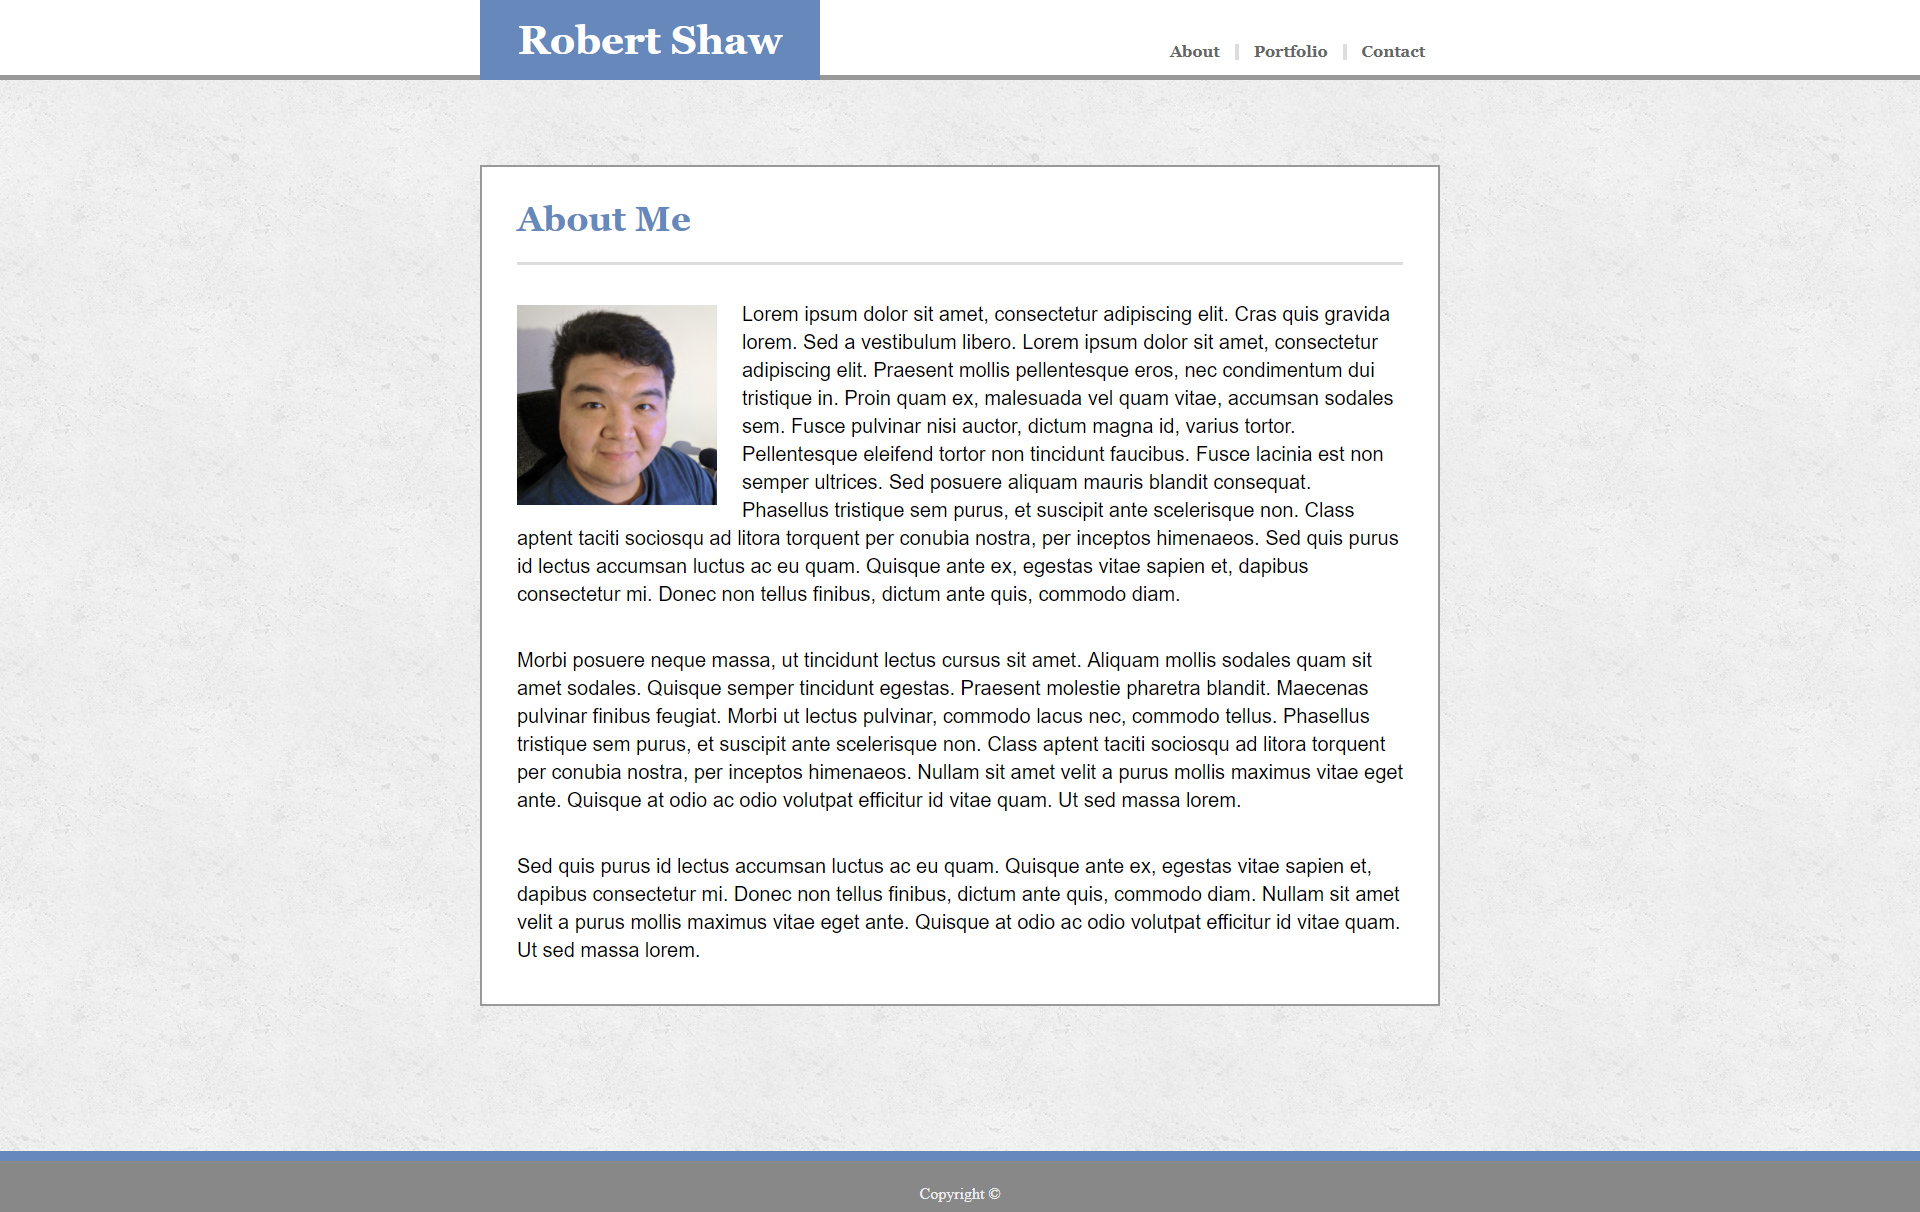 Robert Shaw
About | Portfolio | Contact
About Me
Lorem ipsum dolor sit amet, consectetur adipiscing elit. Cras quis gravida
lorem. Sed a vestibulum libero. Lorem ipsum dolor sit amet, consectetur
adipiscing elit. Praesent mollis pellentesque eros, nec condimentum dui
tristique in. Proin quam ex, malesuada vel quam vitae, accumsan sodales
sem. Fusce pulvinar nisi auctor, dictum magna id, varius tortor.
Pellentesque eleifend tortor non tincidunt faucibus. Fusce lacinia est non
semper ultrices. Sed posuere aliquam mauris blandit consequat.
Phasellus tristique sem purus, et suscipit ante scelerisque non. Class
aptent taciti sociosqu ad litora torquent per conubia nostra, per inceptos himenaeos. Sed quis purus
id lectus accumsan luctus ac eu quam. Quisque ante ex, egestas vitae sapien et, dapibus
consectetur mi. Donec non tellus finibus, dictum ante quis, commodo diam.
Morbi posuere neque massa, ut tincidunt lectus cursus sit amet. Aliquam mollis sodales quam sit
amet sodales. Quisque semper tincidunt egestas. Praesent molestie pharetra blandit. Maecenas
pulvinar finibus feugiat. Morbi ut lectus pulvinar, commodo lacus nec, commodo tellus. Phasellus
tristique sem purus, et suscipit ante scelerisque non. Class aptent taciti sociosqu ad litora torquent
per conubia nostra, per inceptos himenaeos. Nullam sit amet velit a purus mollis maximus vitae eget
ante. Quisque at odio ac odio volutpat efficitur id vitae quam. Ut sed massa lorem.
Sed quis purus id lectus accumsan luctus ac eu quam. Quisque ante ex, egestas vitae sapien et,
dapibus consectetur mi. Donec non tellus finibus, dictum ante quis, commodo diam. Nullam sit amet
velit a purus mollis maximus vitae eget ante. Quisque at odio ac odio volutpat efficitur id vitae quam.
Ut sed massa lorem.
Copyright ©